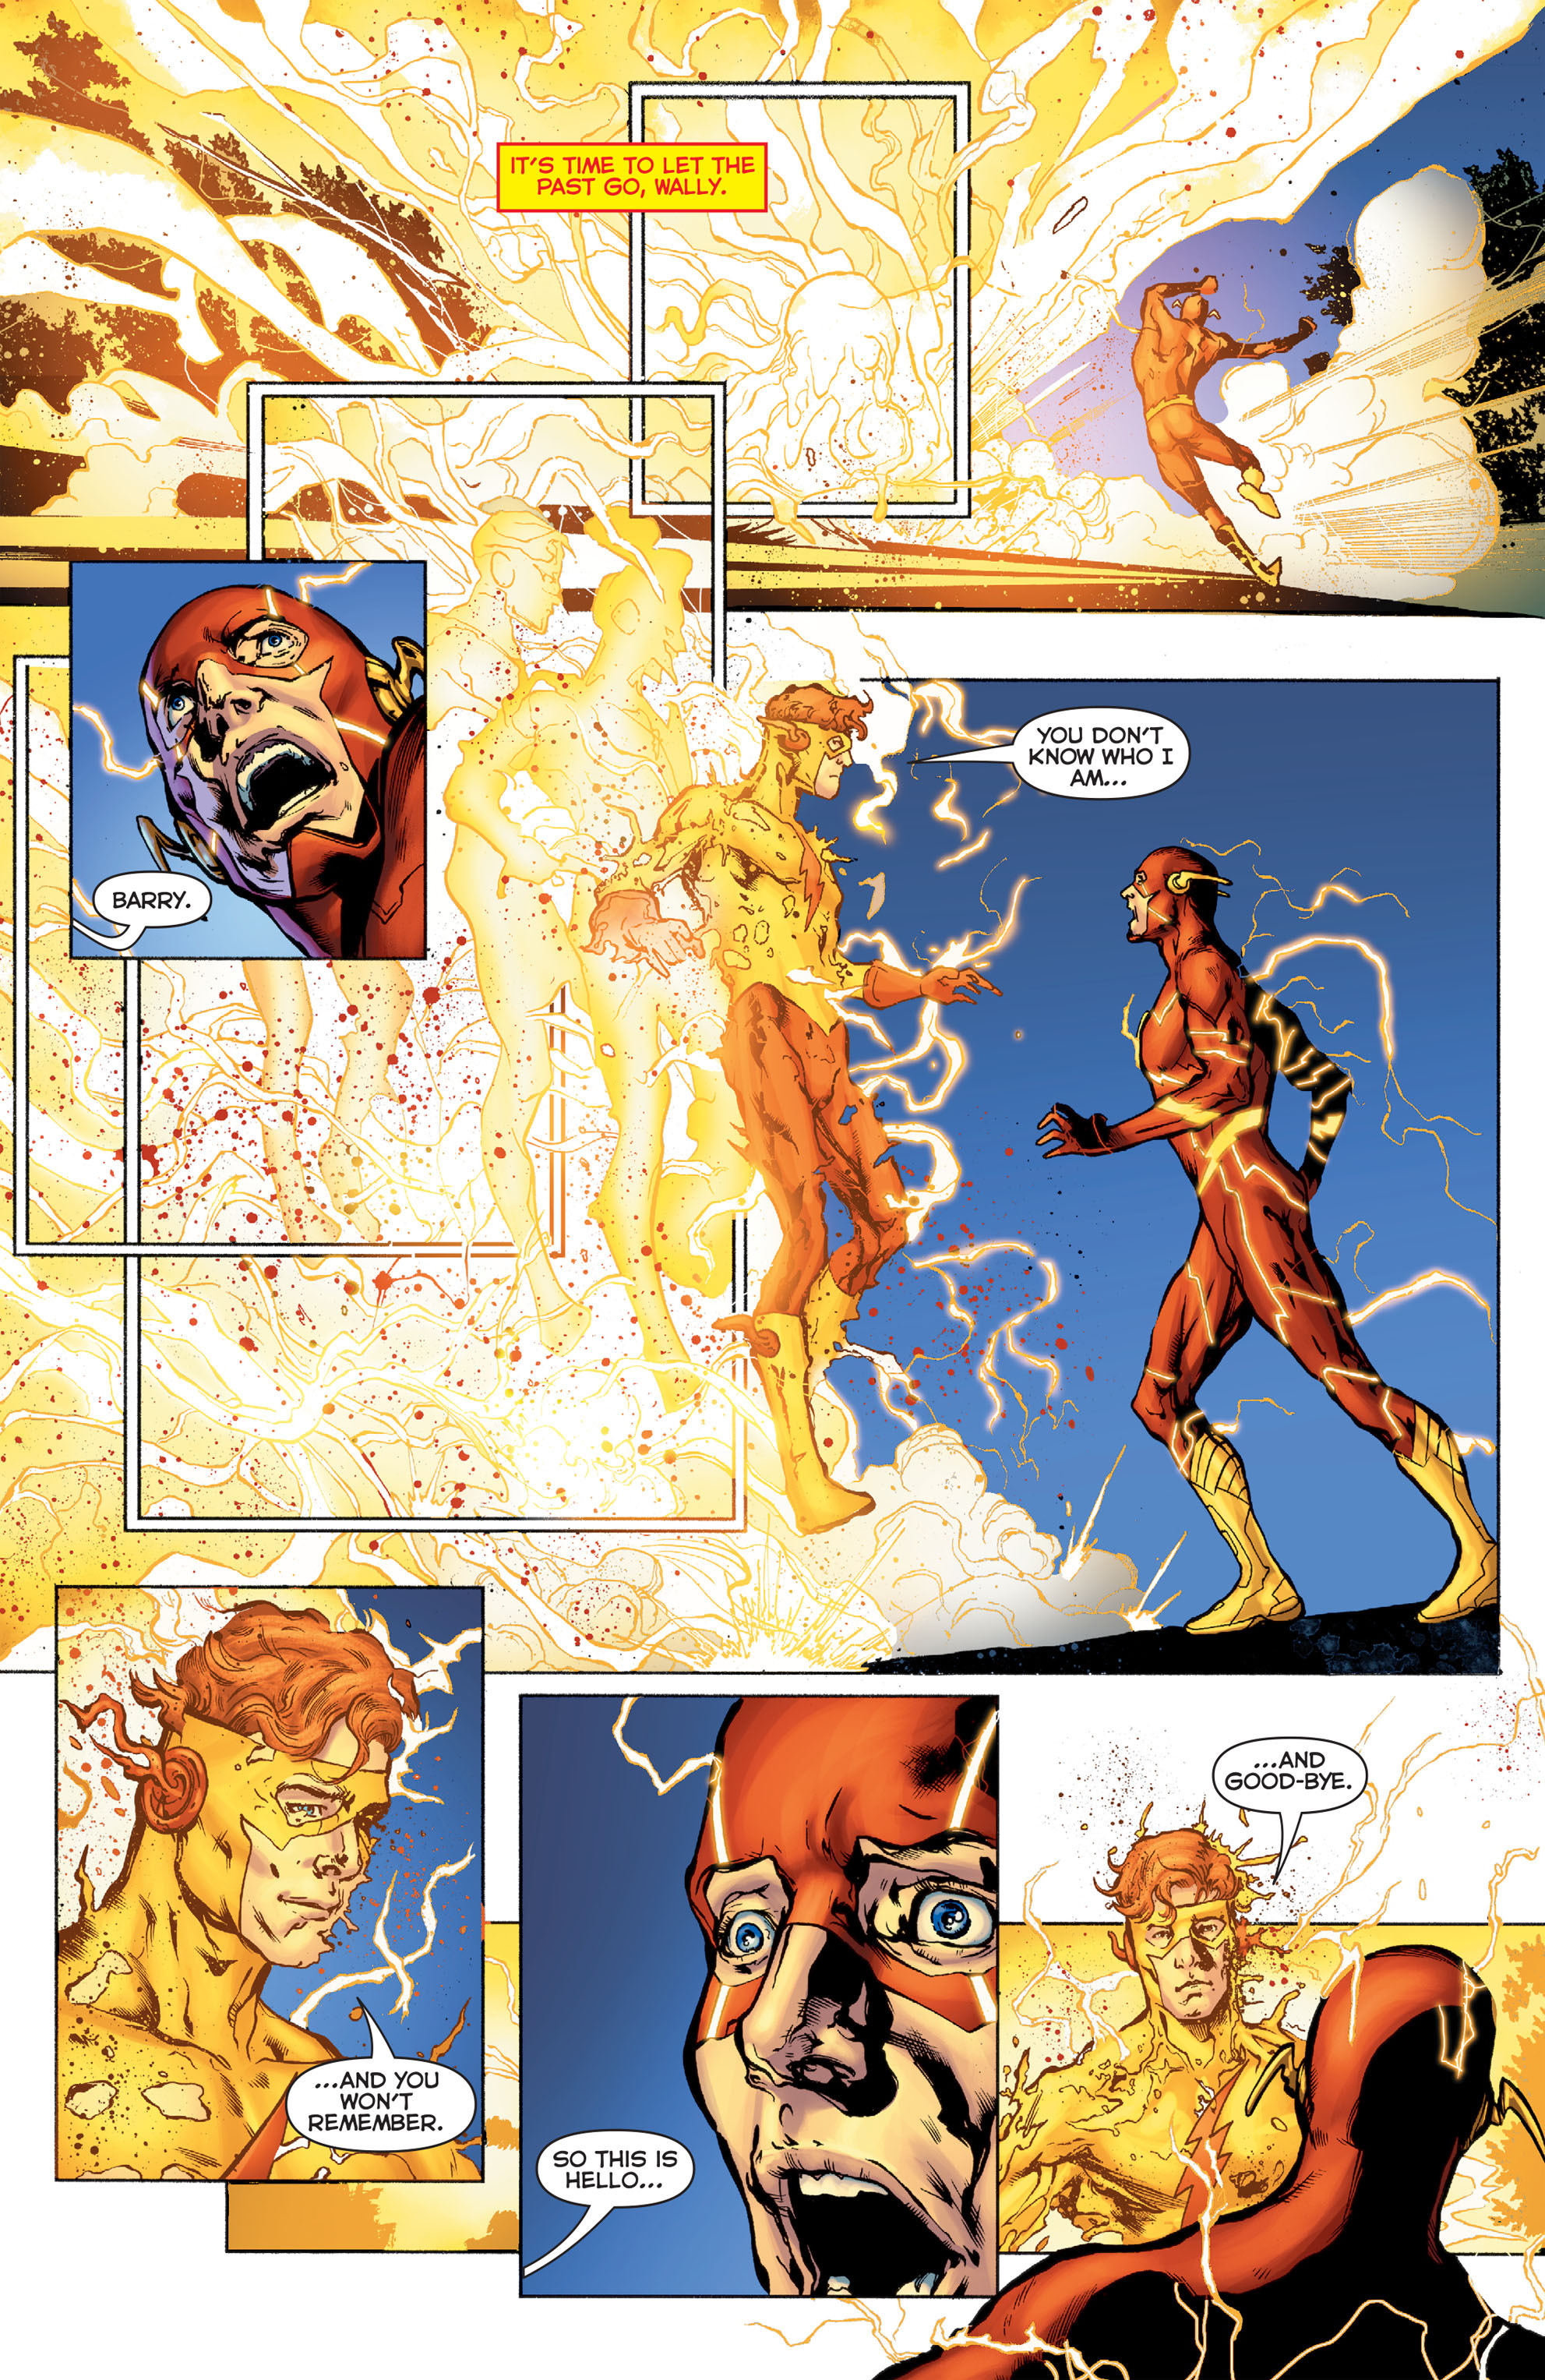 IT'S TIME TO LET THE
PAST GO, WALLY.
BARRY.
YOU DON'T
KNOW WHO I
AM...
...AND YOU
WON'T
REMEMBER.
SO THIS IS
HELLO...
...AND
GOOD-BYE.